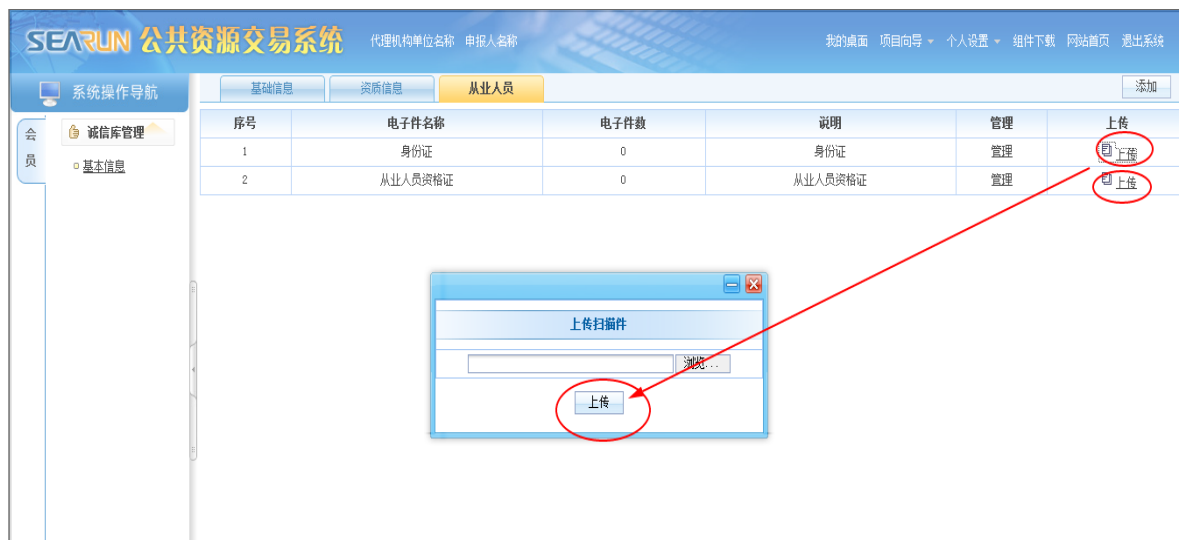 SEARUN 公共资源交易系统 代理机构单位名称 申报人名称 我的桌面 项目向导 个人设置 组件下载 网站首页 退出系统
系统操作导航
基础信息 资质信息 从业人员 添加
会员
诚信库管理
基本信息
序号 电子件名称 电子件数 说明 管理 上传
1 身份证 0 身份证 管理 上传
2 从业人员资格证 0 从业人员资格证 管理 上传
上传扫描件
浏览...
上传